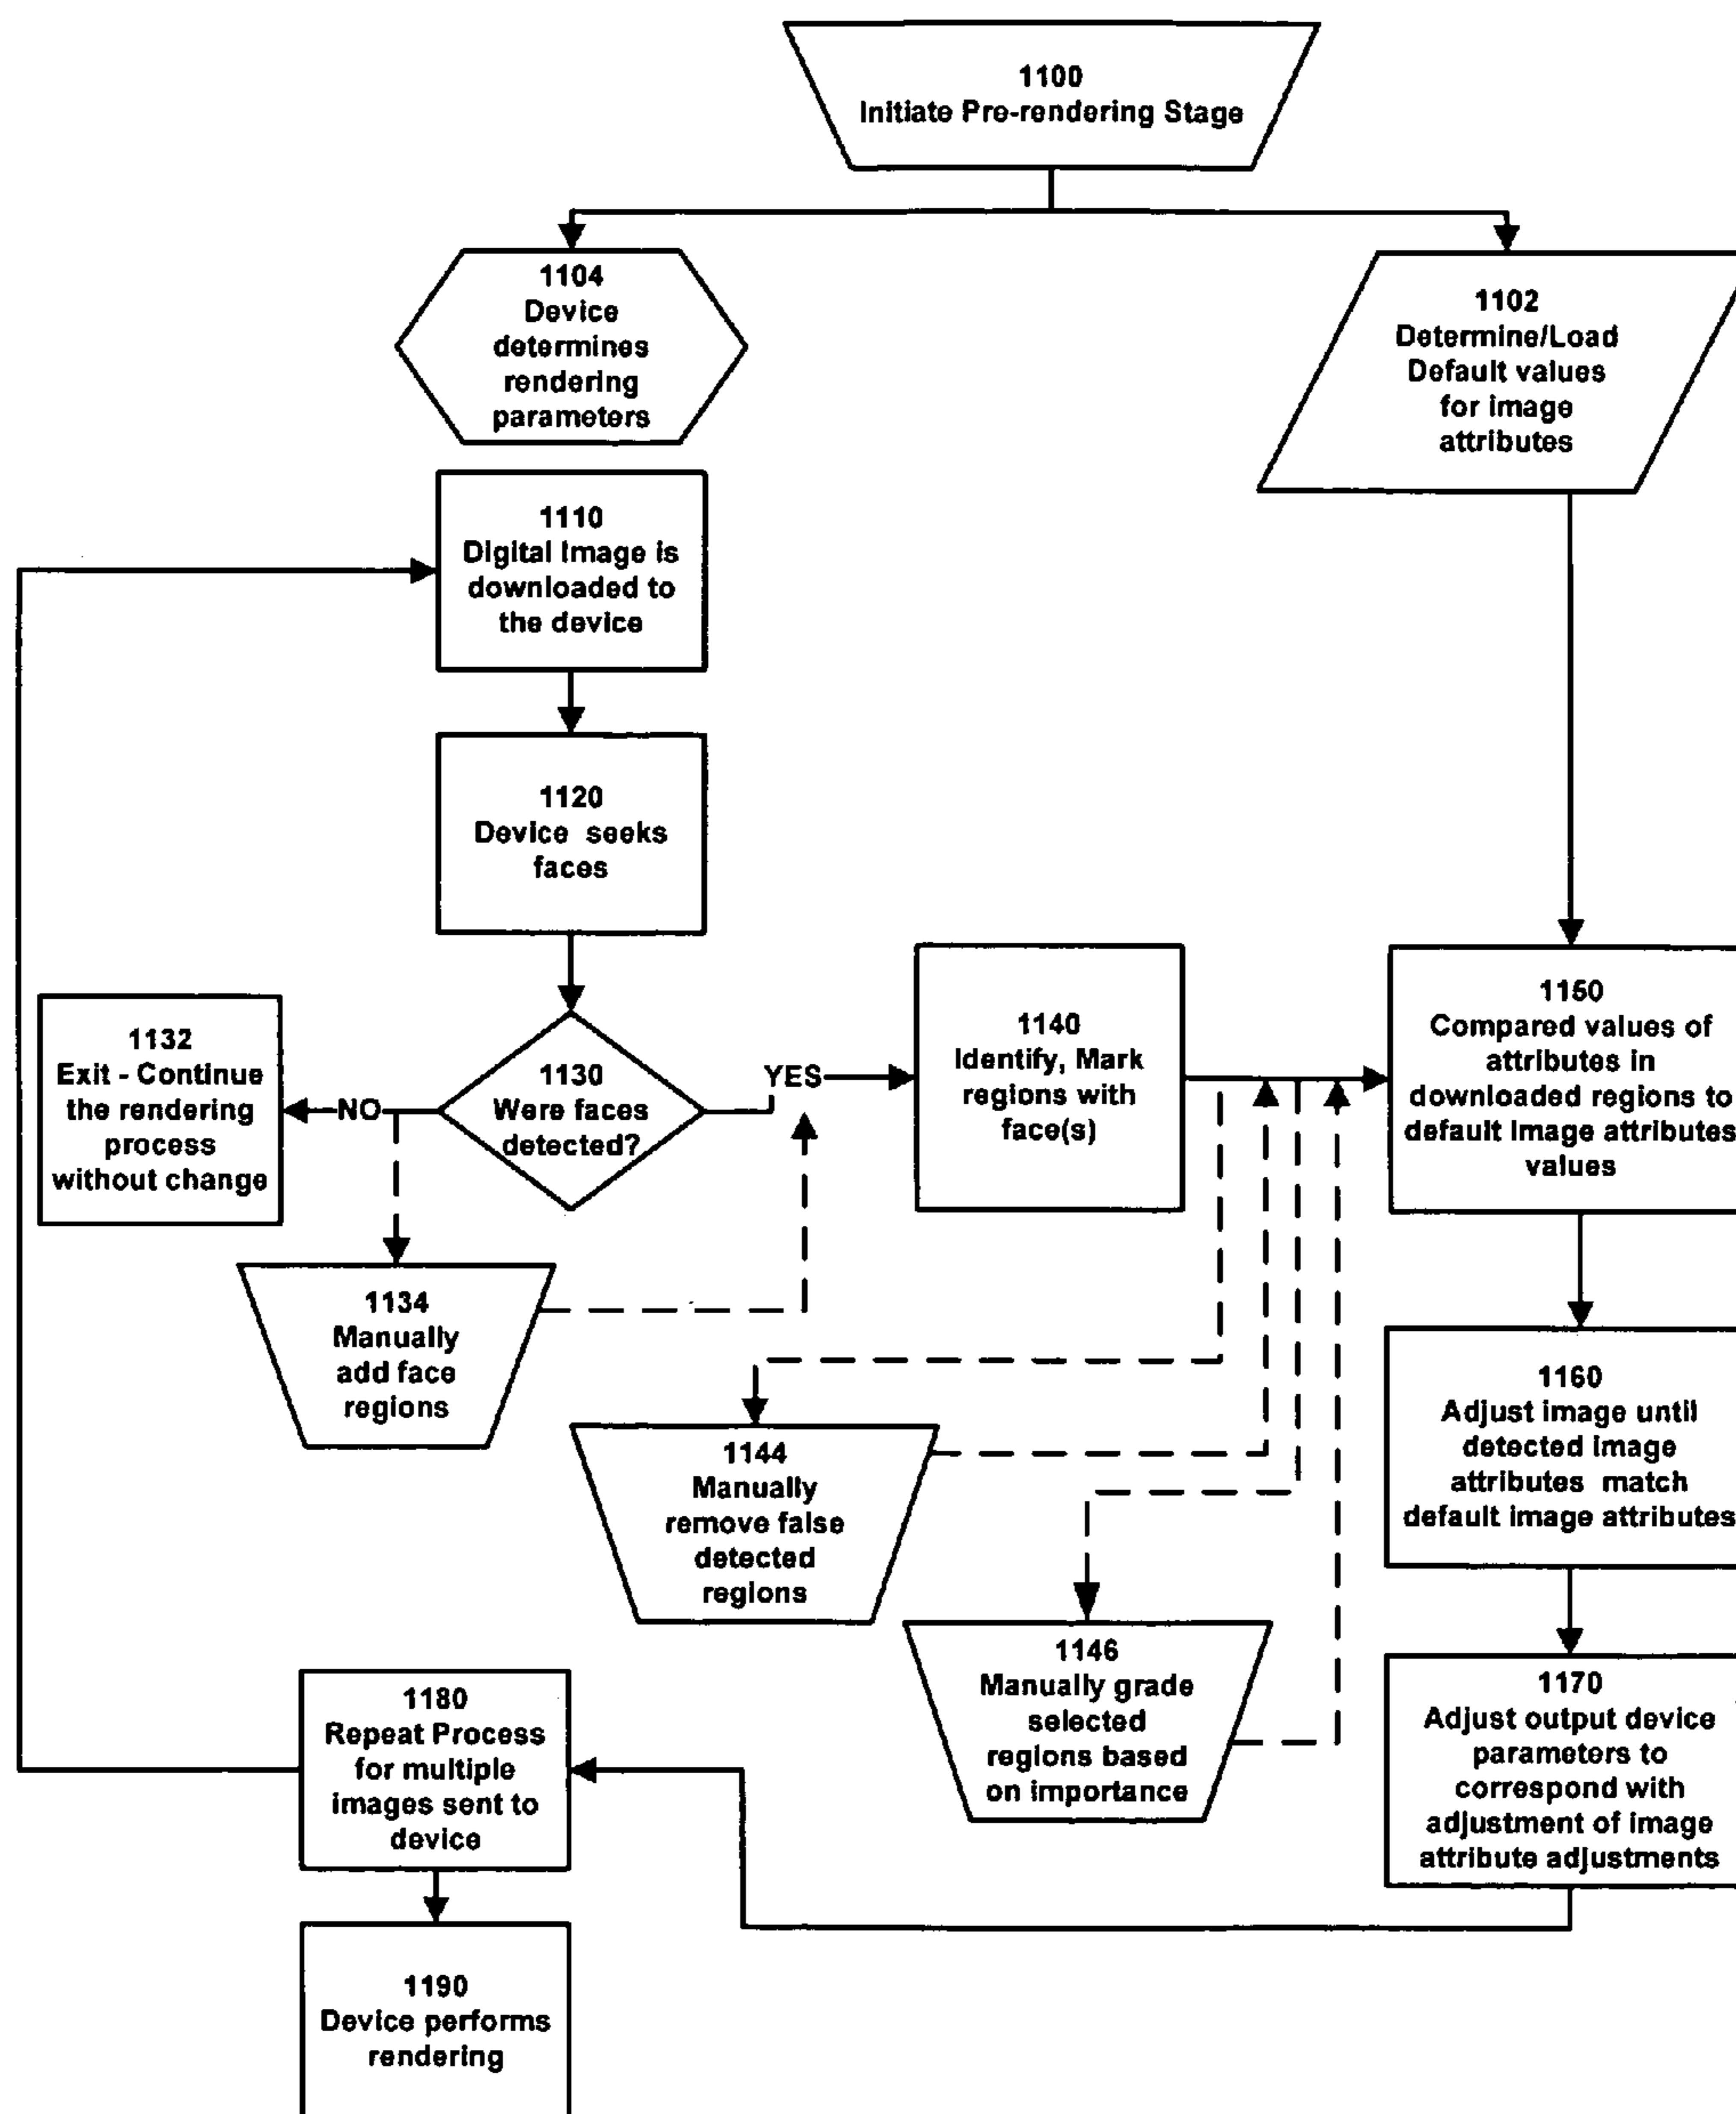 1100
Initiate Pre-rendering Stage
1104
Device
determines
rendering
parameters
1102
Determine/Load
Default values
for image
attributes
1110
Digital Image is
downloaded to
the device
1120
Device seeks
faces
1130
Were faces
detected?
NO
YES
1132
Exit - Continue
the rendering
process
without change
1134
Manually
add face
regions
1140
Identify, Mark
regions with
face(s)
1144
Manually
remove false
detected
regions
1146
Manually grade
selected
regions based
on importance
1150
Compared values of
attributes in
downloaded regions to
default image attributes
values
1160
Adjust image until
detected image
attributes match
default image attributes
1170
Adjust output device
parameters to
correspond with
adjustment of image
attribute adjustments
1180
Repeat Process
for multiple
images sent to
device
1190
Device performs
rendering